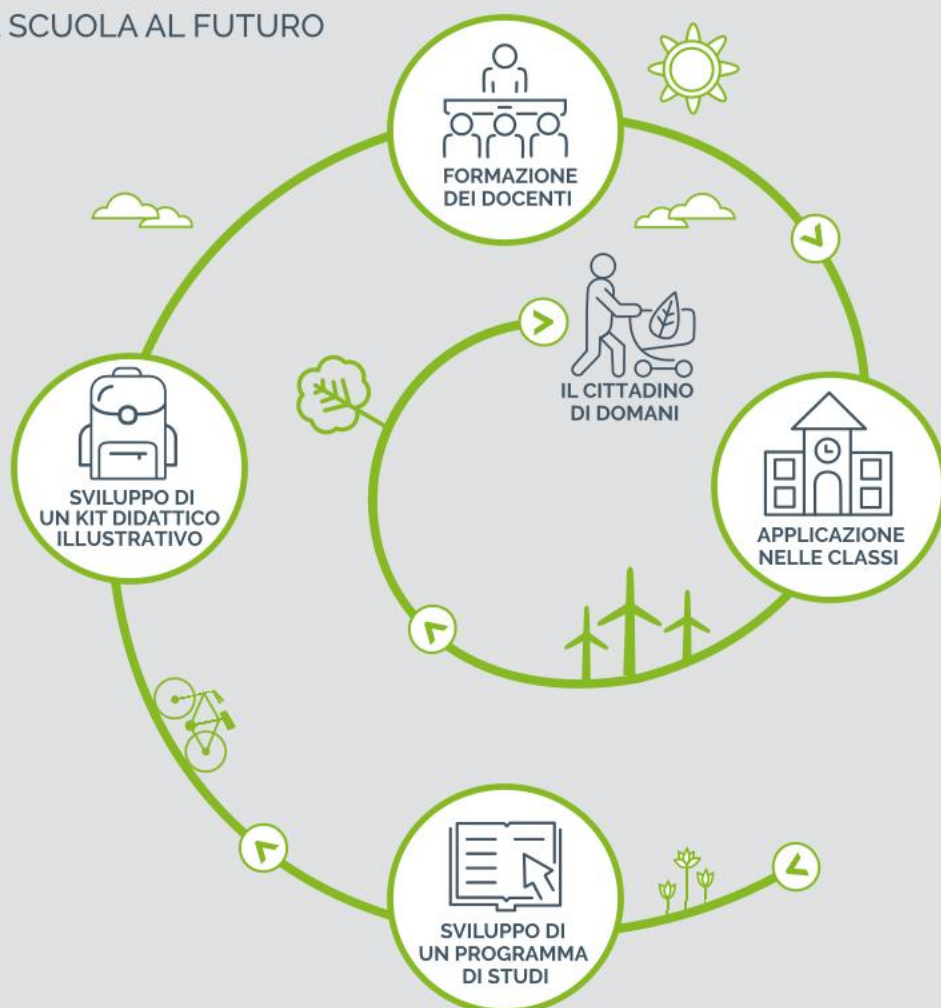 SCUOLA AL FUTURO
FORMAZIONE
DEI DOCENTI
IL CITTADINO
DI DOMANI
SVILUPPO DI
UN KIT DIDATTICO
ILLUSTRATIVO
APPLICAZIONE
NELLE CLASSI
SVILUPPO DI
UN PROGRAMMA
DI STUDI